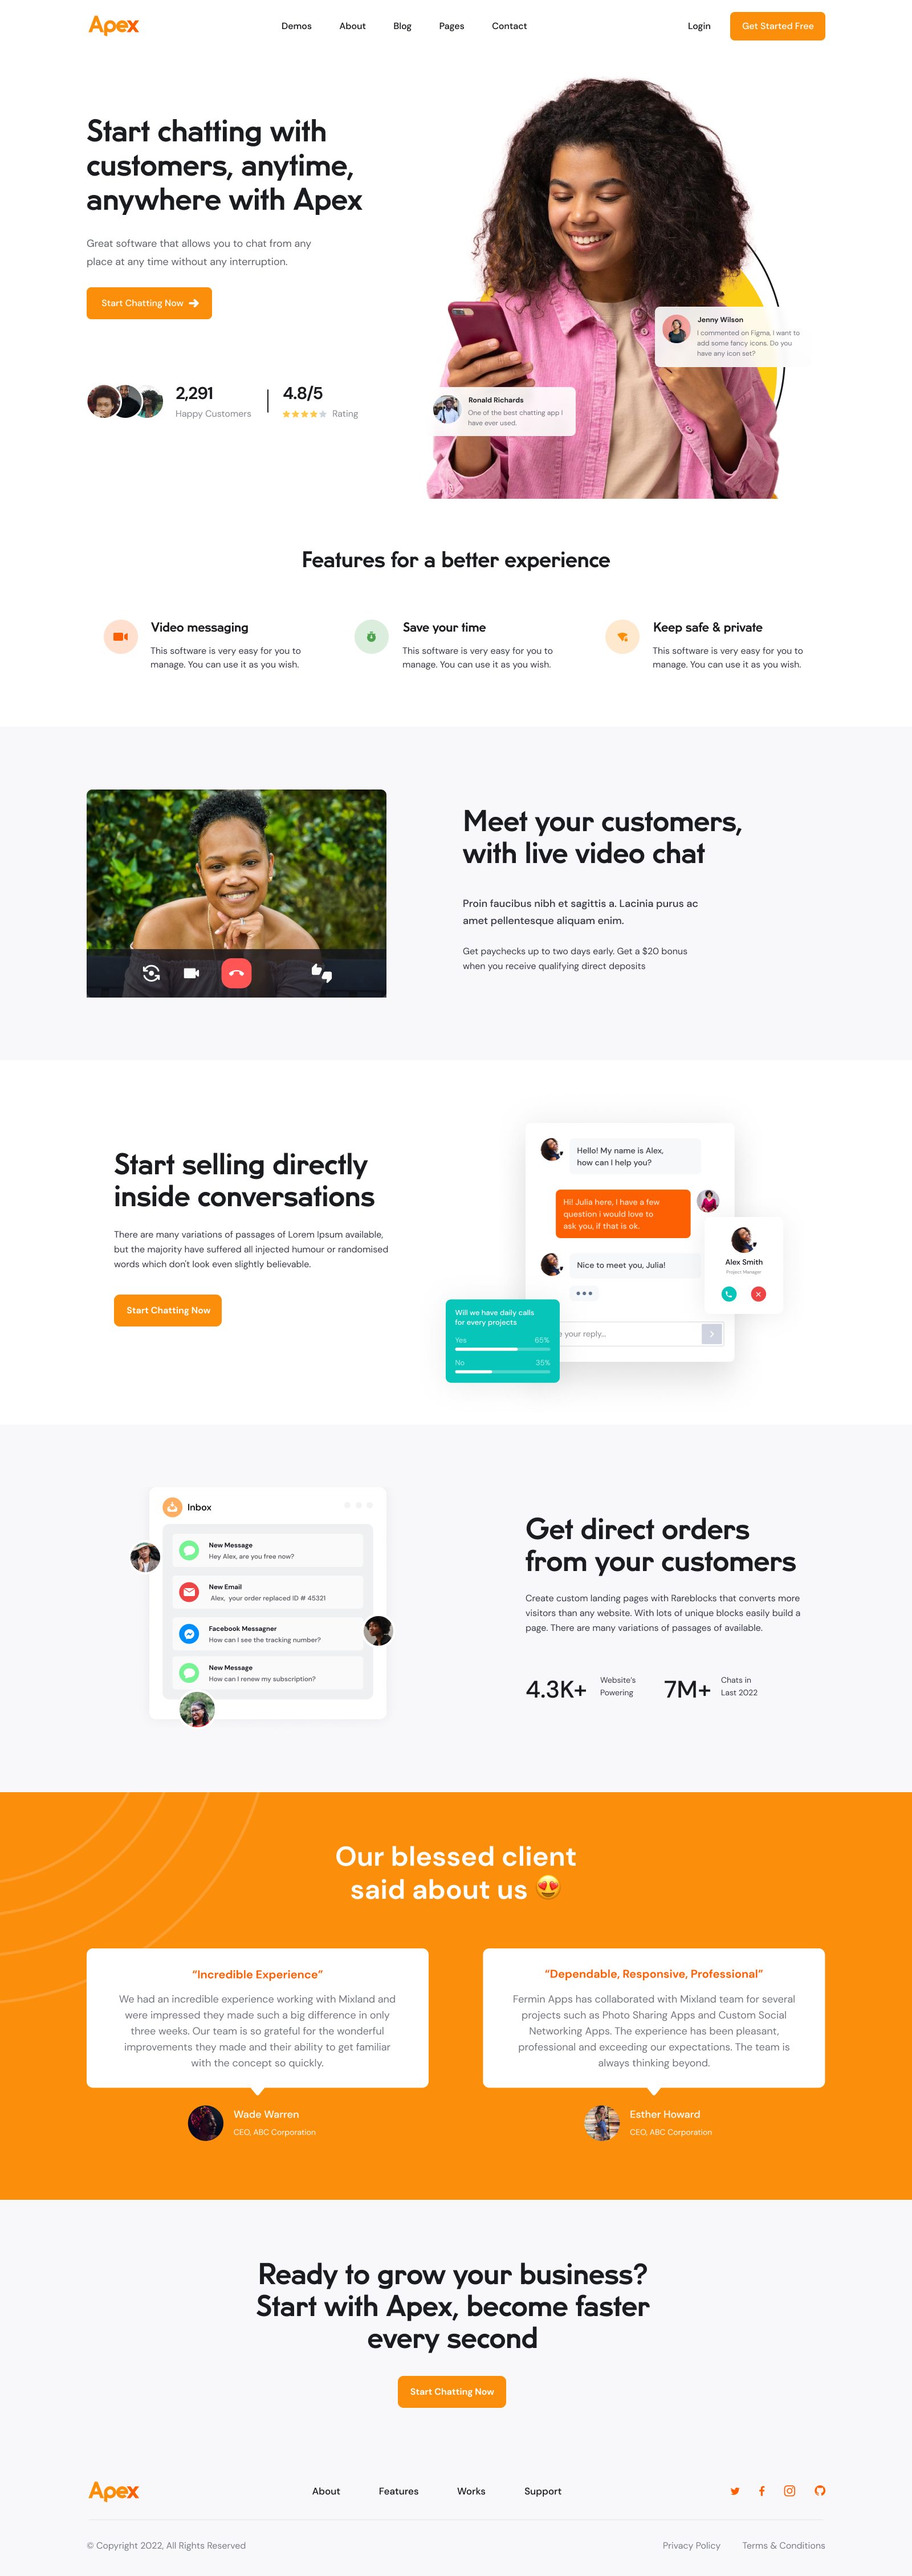 Apex
Demos
About
Blog
Pages
Contact
Login
Get Started Free
Start chatting with
customers, anytime,
anywhere with Apex
Great software that allows you to chat from any
place at any time without any interruption.
Start Chatting Now
2,291
Happy Customers
4.8/5
Rating
Jenny Wilson
I commented on Figma, I want to
add some fancy icons. Do you
have any icon set?
Ronald Richards
One of the best chatting app I
have ever used.
Features for a better experience
Video messaging
This software is very easy for you to
manage. You can use it as you wish.
Save your time
This software is very easy for you to
manage. You can use it as you wish.
Keep safe & private
This software is very easy for you to
manage. You can use it as you wish.
Meet your customers,
with live video chat
Proin faucibus nibh et sagittis a. Lacinia purus ac
amet pellentesque aliquam enim.
Get paychecks up to two days early. Get a $20 bonus
when you receive qualifying direct deposits
Start selling directly
inside conversations
There are many variations of passages of Lorem Ipsum available,
but the majority have suffered all injected humour or randomised
words which don't look even slightly believable.
Start Chatting Now
Hello! My name is Alex,
how can I help you?
Hi! Julia here, I have a few
question i would love to
ask you, if that is ok.
Nice to meet you, Julia!
Alex Smith
Project Manager
Will we have daily calls
for every projects
Yes 65%
No 35%
e your reply...
Inbox
New Message
Hey Alex, are you free now?
New Email
Alex, your order replaced ID # 45321
Facebook Messagner
How can I see the tracking number?
New Message
How can I renew my subscription?
Get direct orders
from your customers
Create custom landing pages with Rareblocks that converts more
visitors than any website. With lots of unique blocks easily build a
page. There are many variations of passages of available.
4.3K+
Website's
Powering
7M+
Chats in
Last 2022
Our blessed client
said about us 😍
“Incredible Experience”
We had an incredible experience working with Mixland and
were impressed they made such a big difference in only
three weeks. Our team is so grateful for the wonderful
improvements they made and their ability to get familiar
with the concept so quickly.
Wade Warren
CEO, ABC Corporation
“Dependable, Responsive, Professional”
Fermin Apps has collaborated with Mixland team for several
projects such as Photo Sharing Apps and Custom Social
Networking Apps. The experience has been pleasant,
professional and exceeding our expectations. The team is
always thinking beyond.
Esther Howard
CEO, ABC Corporation
Ready to grow your business?
Start with Apex, become faster
every second
Start Chatting Now
Apex
About
Features
Works
Support
© Copyright 2022, All Rights Reserved
Privacy Policy
Terms & Conditions